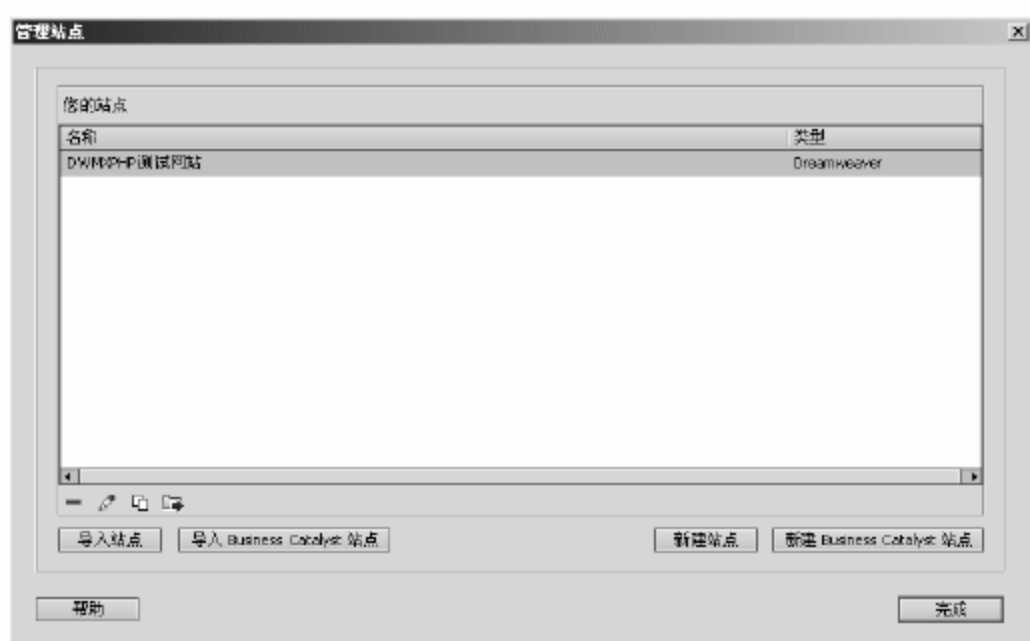 管理站点
您的站点
名称 类型
DWMXPHP测试网站 Dreamweaver
导入站点 导入 Business Catalyst 站点 新建站点 新建 Business Catalyst 站点
帮助 完成